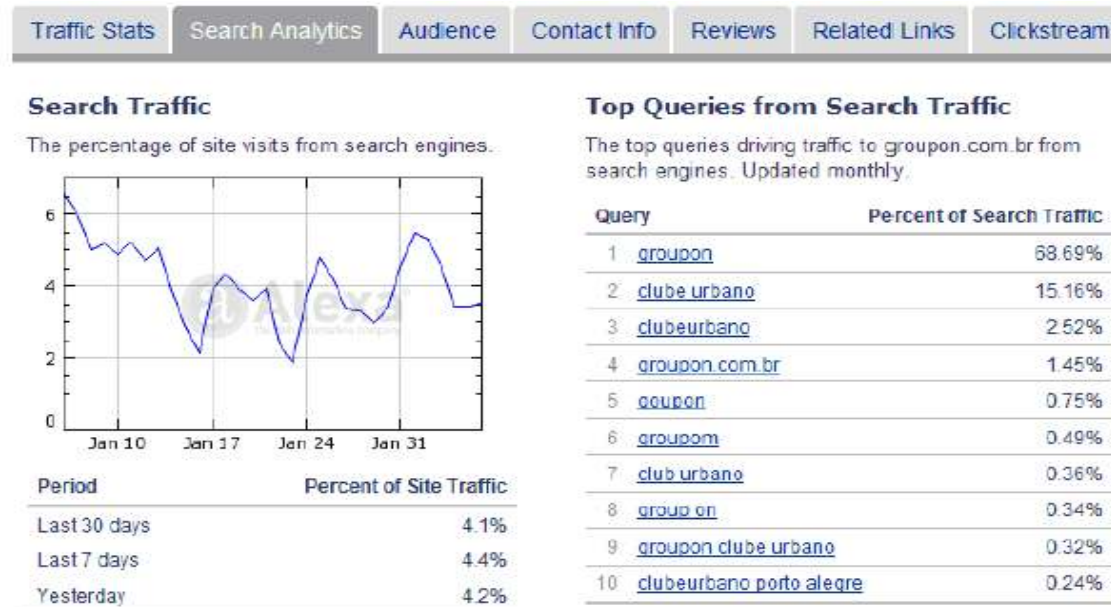 Traffic Stats Search Analytics Audience Contact Info Reviews Related Links Clickstream
Search Traffic
The percentage of site visits from search engines.
6
4
2
0
Jan 10 Jan 17 Jan 24 Jan 31
Alexa
Period Percent of Site Traffic
Last 30 days 4.1%
Last 7 days 4.4%
Yesterday 4.2%
Top Queries from Search Traffic
The top queries driving traffic to groupon.com.br from
search engines. Updated monthly.
Query Percent of Search Traffic
1 groupon 68.69%
2 clube urbano 15.16%
3 clubeurbano 2.52%
4 groupon.com.br 1.45%
5 goupon 0.75%
6 groupom 0.49%
7 club urbano 0.36%
8 group on 0.34%
9 groupon clube urbano 0.32%
10 clubeurbano porto alegre 0.24%